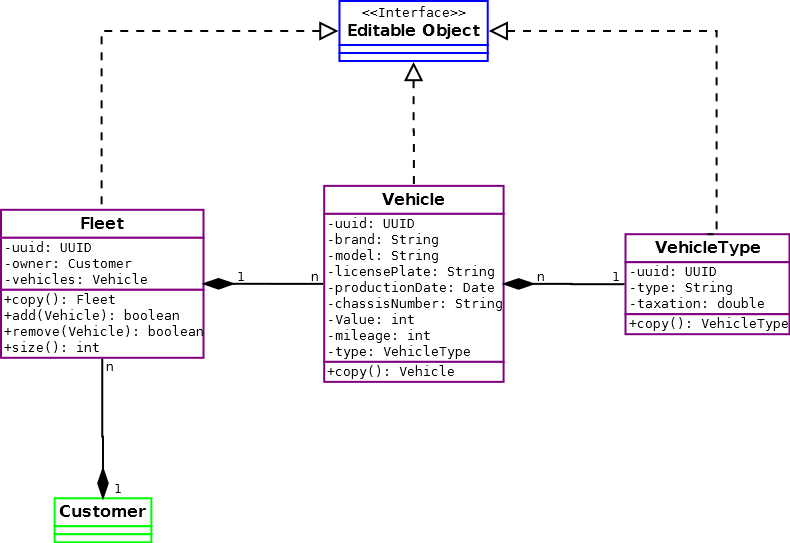 <<Interface>>
Editable Object
Fleet
-uuid: UUID
-owner: Customer
-vehicles: Vehicle
+copy(): Fleet
+add(Vehicle): boolean
+remove(Vehicle): boolean
+size(): int
1
n
n
1
Vehicle
-uuid: UUID
-brand: String
-model: String
-licensePlate: String
-productionDate: Date
-chassisNumber: String
-Value: int
-mileage: int
-type: VehicleType
+copy(): Vehicle
n
1
VehicleType
-uuid: UUID
-type: String
-taxation: double
+copy(): VehicleType
Customer